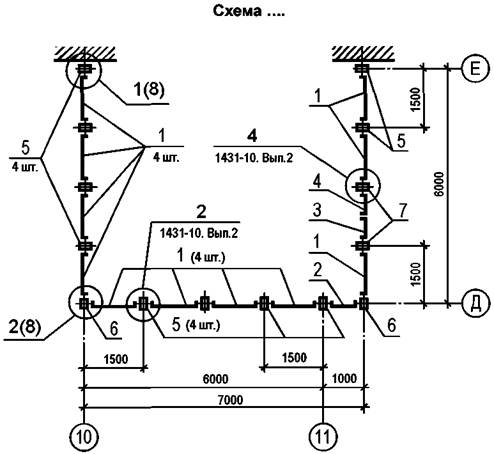 Схема ....
Е
1(8)
1
1500
4
1431-10. Вып.2
5
6000
5
4 шт.
1
4 шт.
4
3
7
2
1431-10. Вып.2
1
1500
1 (4 шт.)
2
Д
2(8)
6
5 (4 шт.)
6
1500
1500
6000
1000
7000
10
11